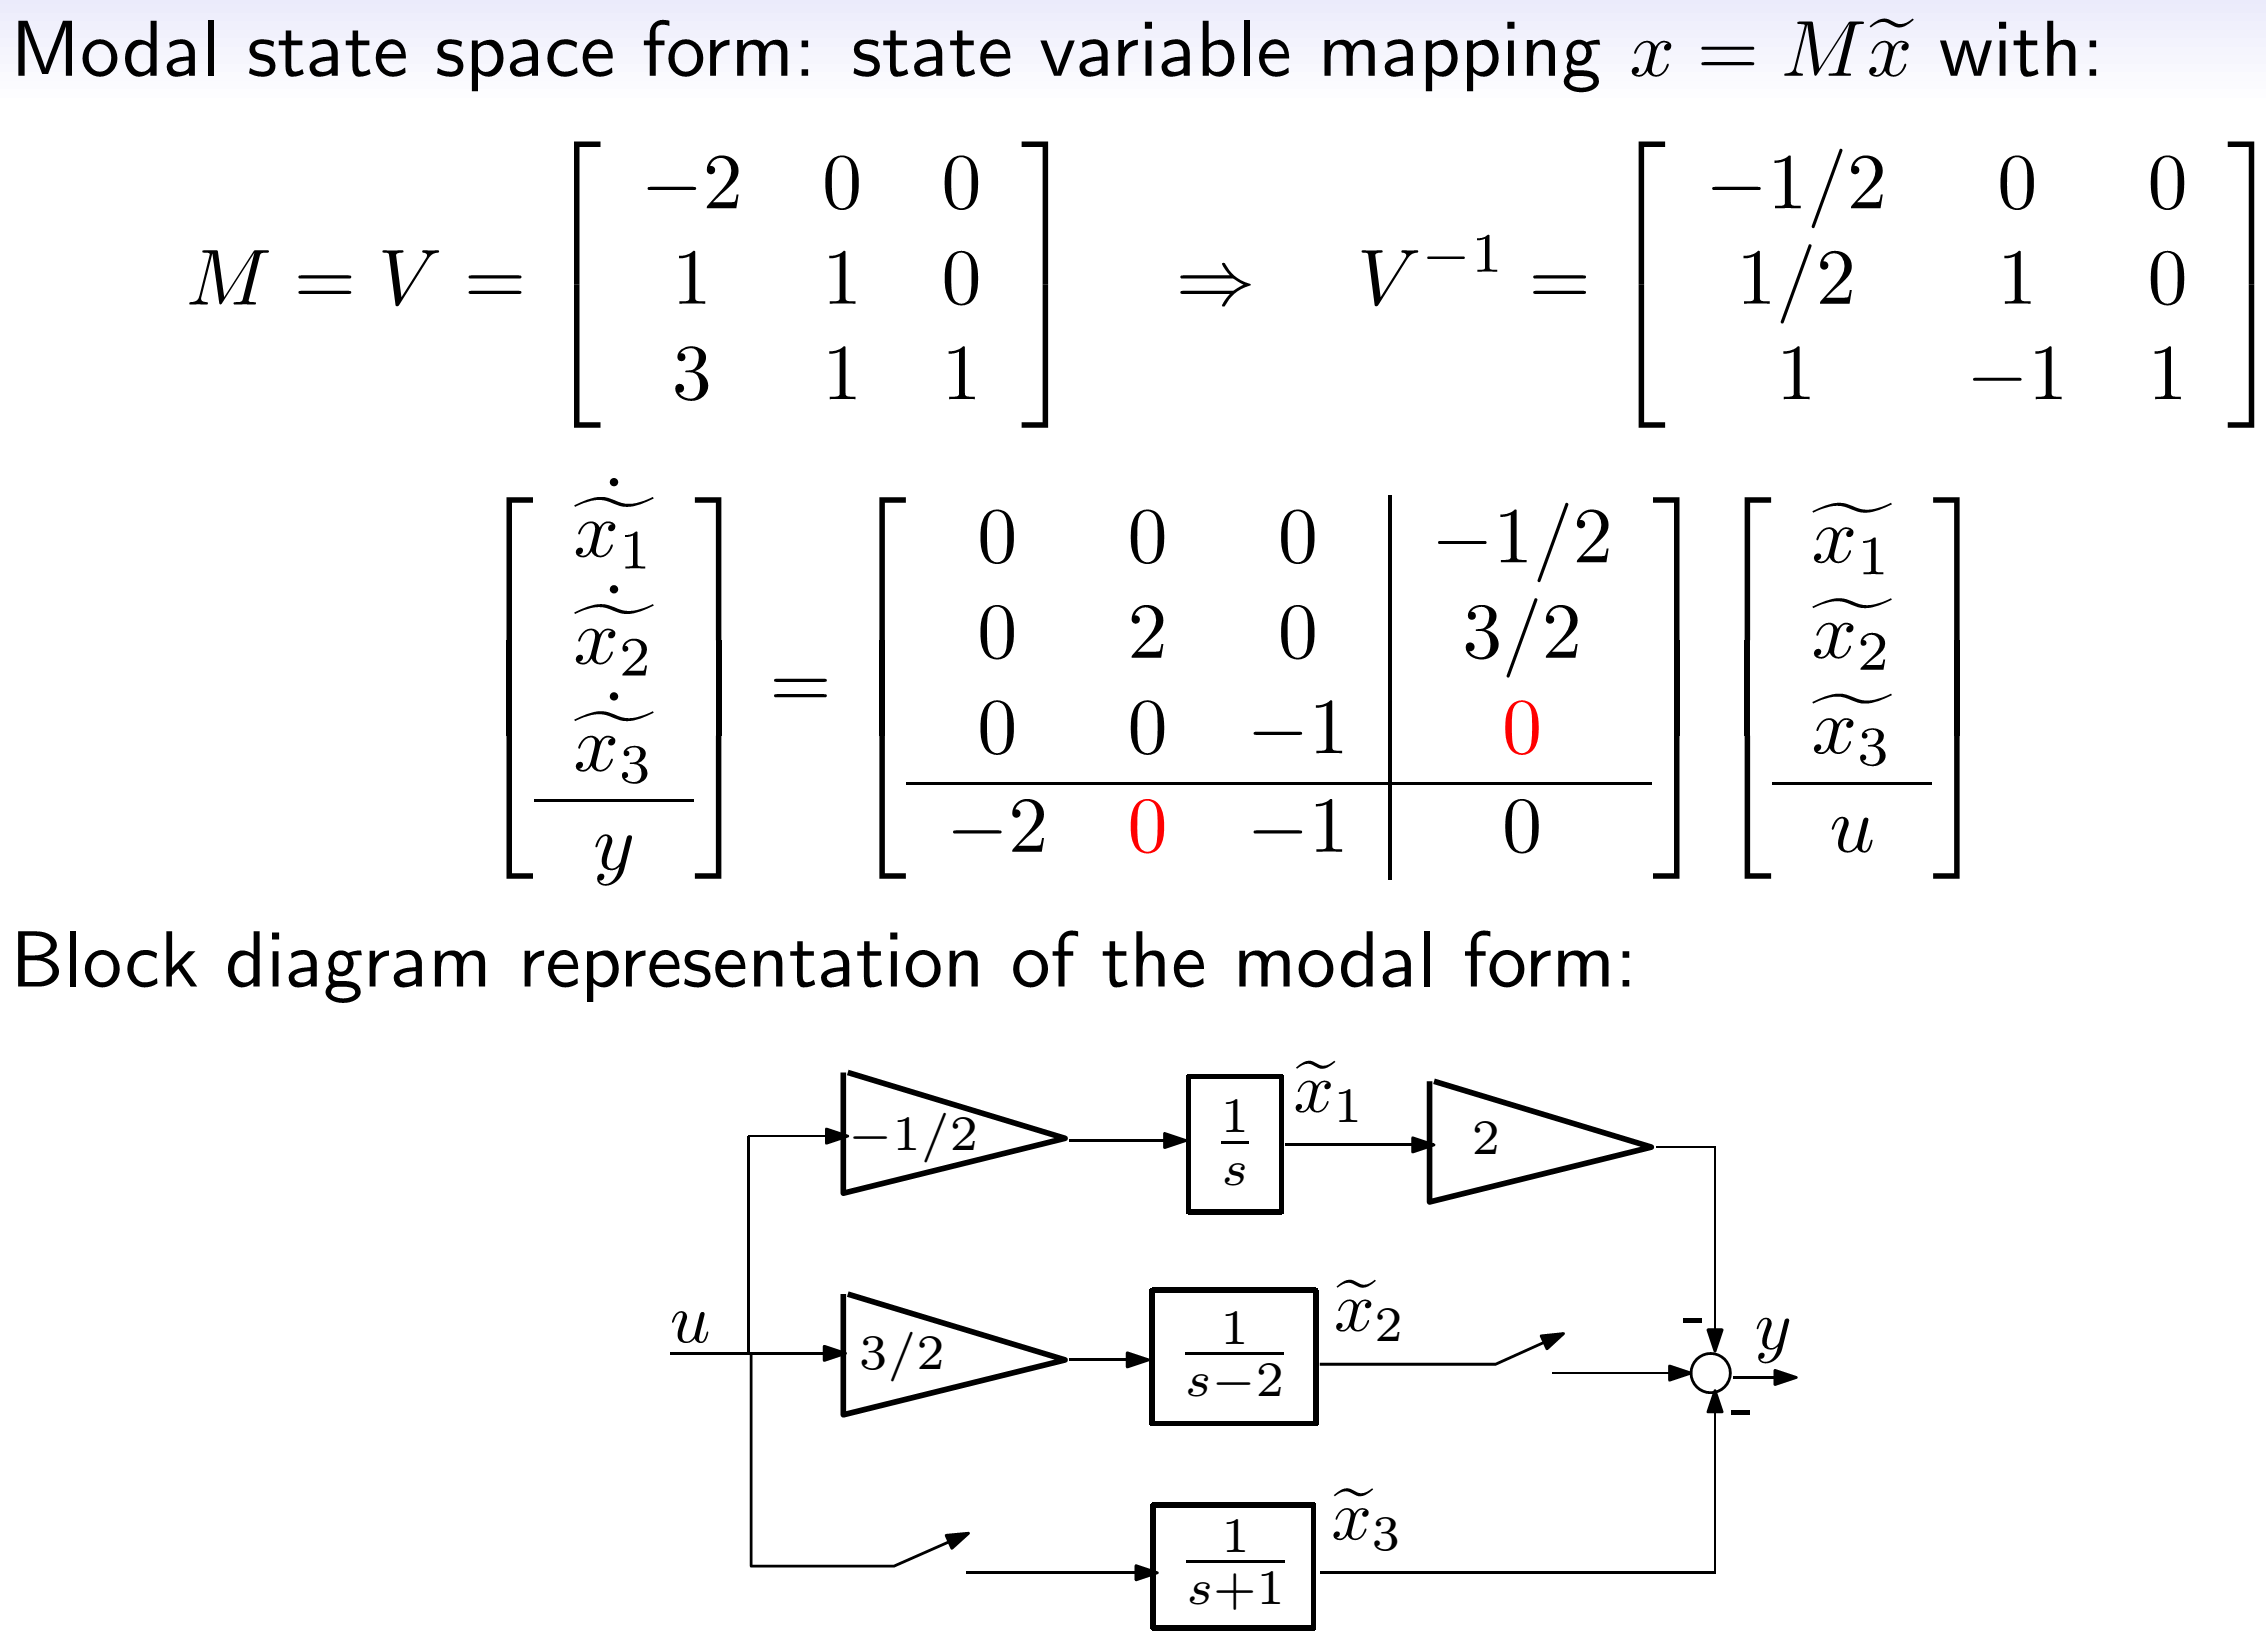 Modal state space form: state variable mapping x = Mx̃ with:
M = V = [ −2 0 0 ; 1 1 0 ; 3 1 1 ] ⇒ V⁻¹ = [ −1/2 0 0 ; 1/2 1 0 ; 1 −1 1 ]
[ x̃₁̇ ; x̃₂̇ ; x̃₃̇ ; y ] = [ 0 0 0 | −1/2 ; 0 2 0 | 3/2 ; 0 0 −1 | 0 ; −2 0 −1 | 0 ] [ x̃₁ ; x̃₂ ; x̃₃ ; u ]
Block diagram representation of the modal form:
−1/2 1/s x̃₁ 2
u 3/2 1/(s−2) x̃₂ - y
-
1/(s+1) x̃₃